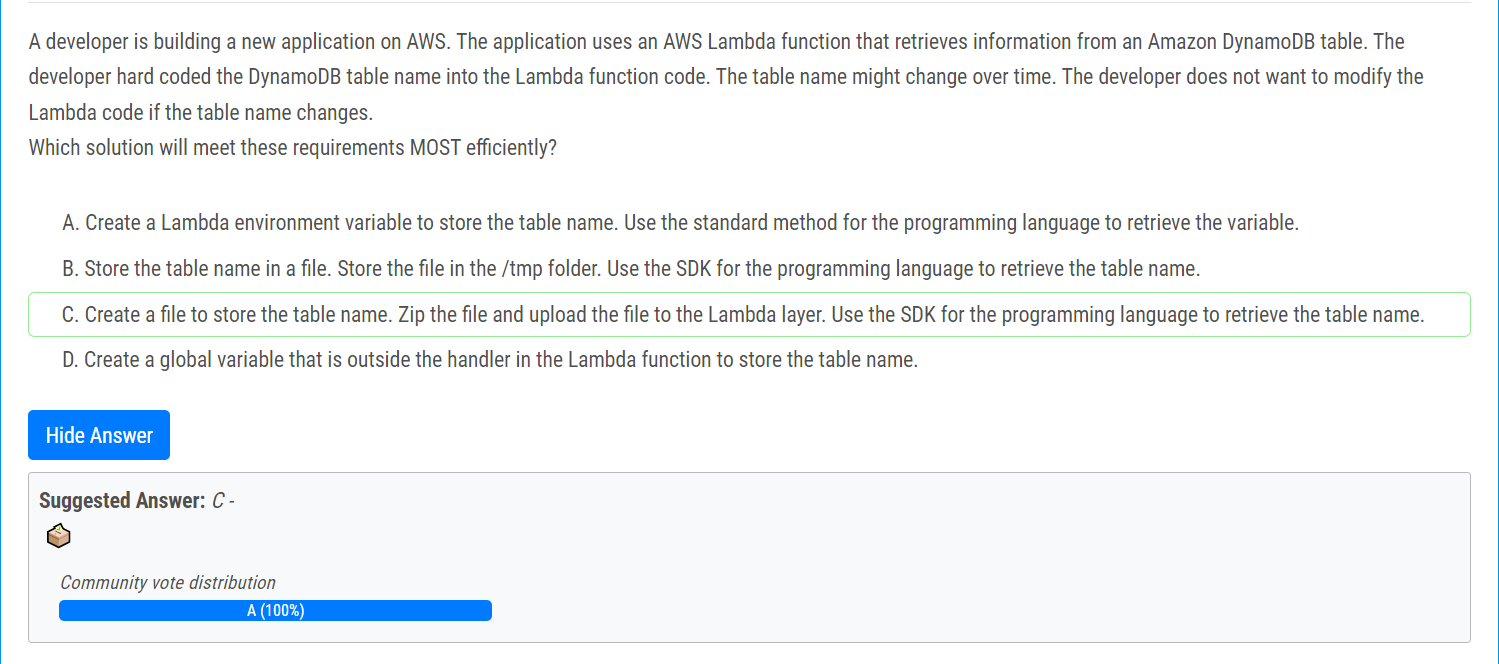 A developer is building a new application on AWS. The application uses an AWS Lambda function that retrieves information from an Amazon DynamoDB table. The
developer hard coded the DynamoDB table name into the Lambda function code. The table name might change over time. The developer does not want to modify the
Lambda code if the table name changes.
Which solution will meet these requirements MOST efficiently?
A. Create a Lambda environment variable to store the table name. Use the standard method for the programming language to retrieve the variable.
B. Store the table name in a file. Store the file in the /tmp folder. Use the SDK for the programming language to retrieve the table name.
C. Create a file to store the table name. Zip the file and upload the file to the Lambda layer. Use the SDK for the programming language to retrieve the table name.
D. Create a global variable that is outside the handler in the Lambda function to store the table name.
Hide Answer
Suggested Answer: C -
Community vote distribution
A (100%)